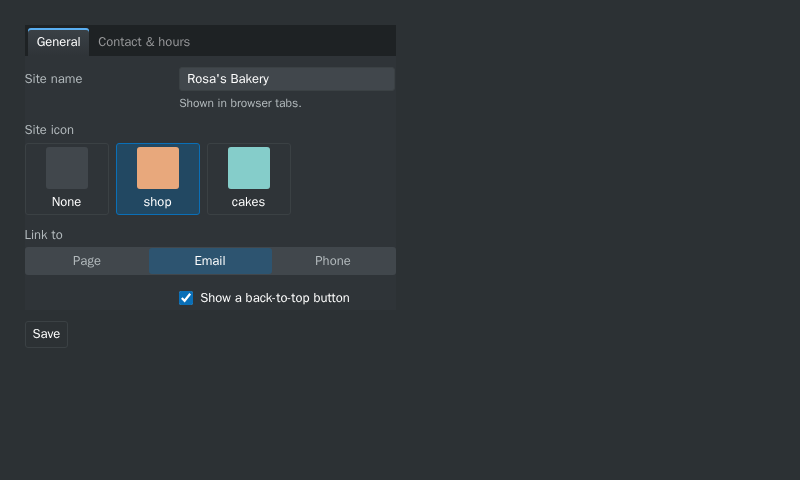 General Contact & hours
Site name Rosa's Bakery
Shown in browser tabs.
Site icon
None shop cakes
Link to
Page Email Phone
Show a back-to-top button
Save